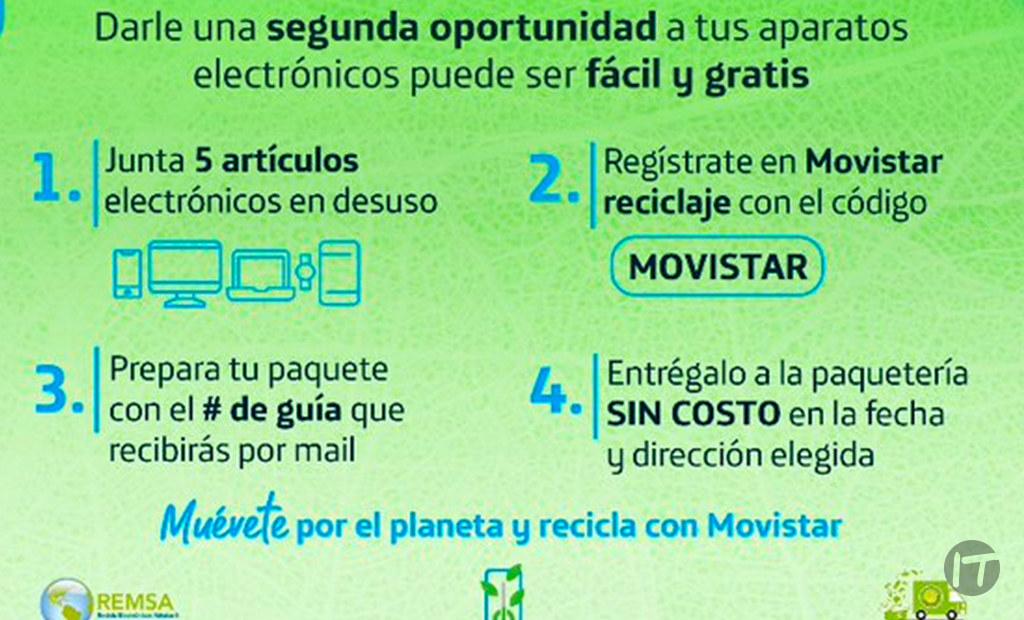 Darle una segunda oportunidad a tus aparatos
electrónicos puede ser fácil y gratis
1. Junta 5 artículos
electrónicos en desuso
2. Regístrate en Movistar
reciclaje con el código
MOVISTAR
3. Prepara tu paquete
con el # de guía que
recibirás por mail
4. Entrégalo a la paquetería
SIN COSTO en la fecha
y dirección elegida
Muévete por el planeta y recicla con Movistar
REMSA
IT